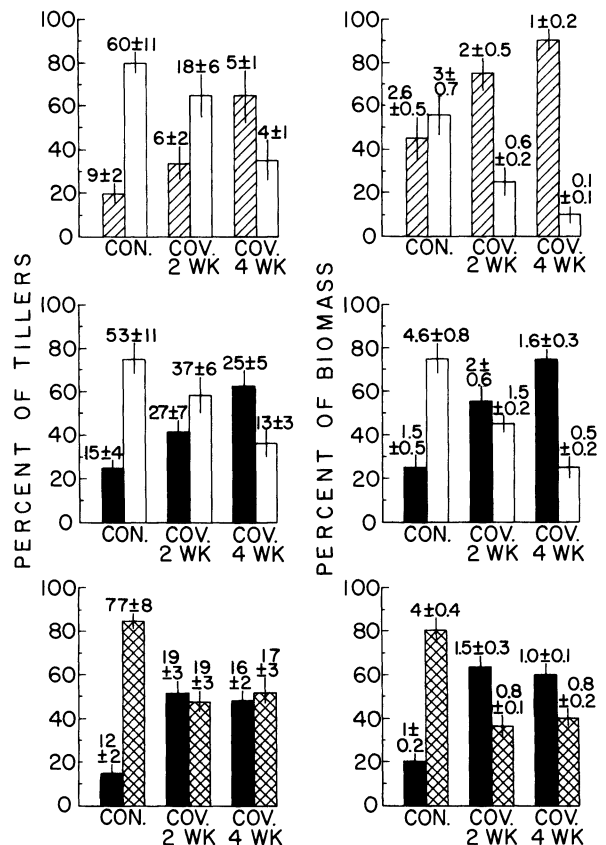 PERCENT OF TILLERS
100
80
60
40
20
0
9±2
60±11
6±2
18±6
5±1
4±1
CON.
COV.
2 WK
COV.
4 WK
100
80
60
40
20
0
15±4
53±11
27±7
37±6
25±5
13±3
CON.
COV.
2 WK
COV.
4 WK
100
80
60
40
20
0
12
±2
77±8
19
±3
19
±3
16
±2
17
±3
CON.
COV.
2 WK
COV.
4 WK
PERCENT OF BIOMASS
100
80
60
40
20
0
2.6
±0.5
3±
0.7
2±0.5
0.6
±0.2
1±0.2
0.1
±0.1
CON.
COV.
2 WK
COV.
4 WK
100
80
60
40
20
0
1.5
±0.5
4.6±0.8
2±
0.6
1.5
±0.2
1.6±0.3
0.5
±0.2
CON.
COV.
2 WK
COV.
4 WK
100
80
60
40
20
0
1±
0.2
4±0.4
1.5±0.3
0.8
±0.1
1.0±0.1
0.8
±0.2
CON.
COV.
2 WK
COV.
4 WK